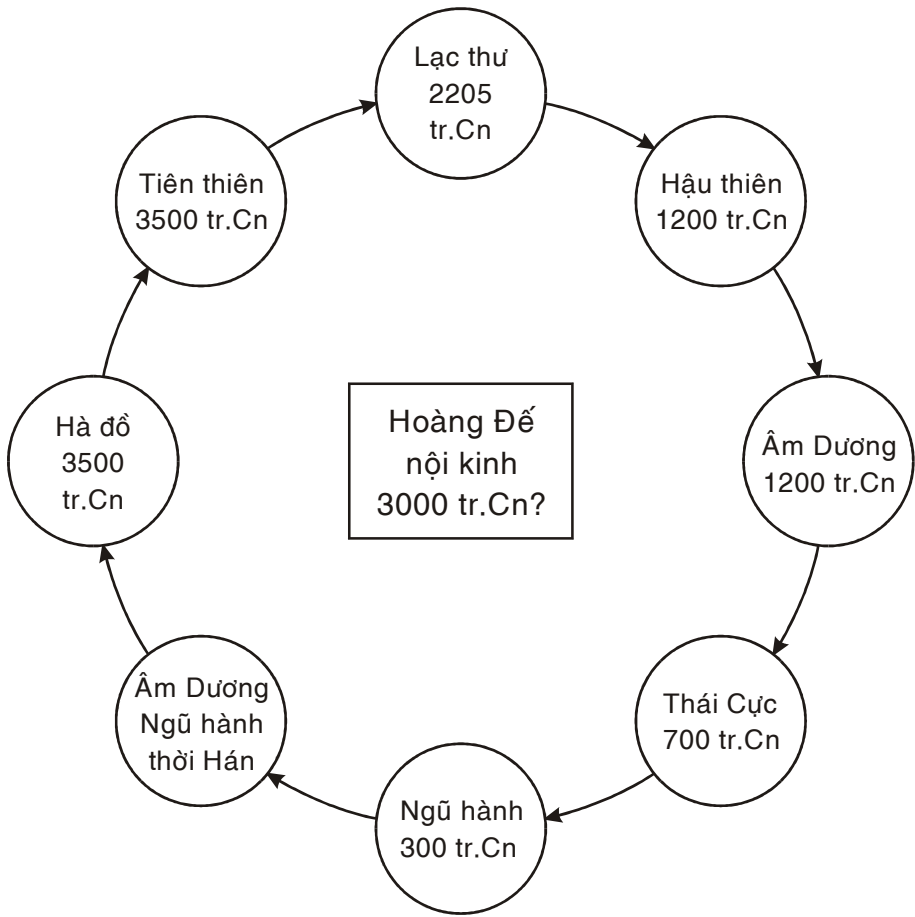 Lạc thư
2205
tr.Cn
Tiên thiên
3500 tr.Cn
Hậu thiên
1200 tr.Cn
Hà đồ
3500
tr.Cn
Hoàng Đế
nội kinh
3000 tr.Cn?
Âm Dương
1200 tr.Cn
Âm Dương
Ngũ hành
thời Hán
Thái Cực
700 tr.Cn
Ngũ hành
300 tr.Cn